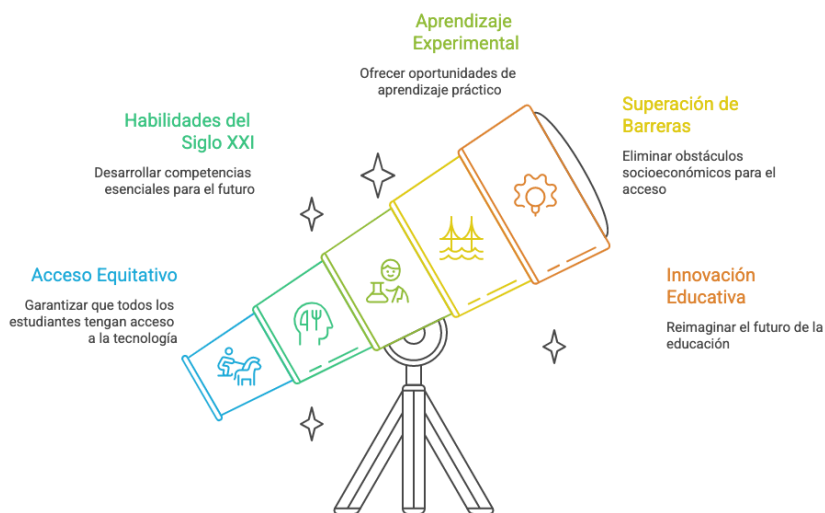 Aprendizaje
Experimental
Ofrecer oportunidades de
aprendizaje práctico
Habilidades del
Siglo XXI
Desarrollar competencias
esenciales para el futuro
Superación de
Barreras
Eliminar obstáculos
socioeconómicos para el
acceso
Acceso Equitativo
Garantizar que todos los
estudiantes tengan acceso
a la tecnología
Innovación
Educativa
Reimaginar el futuro de la
educación